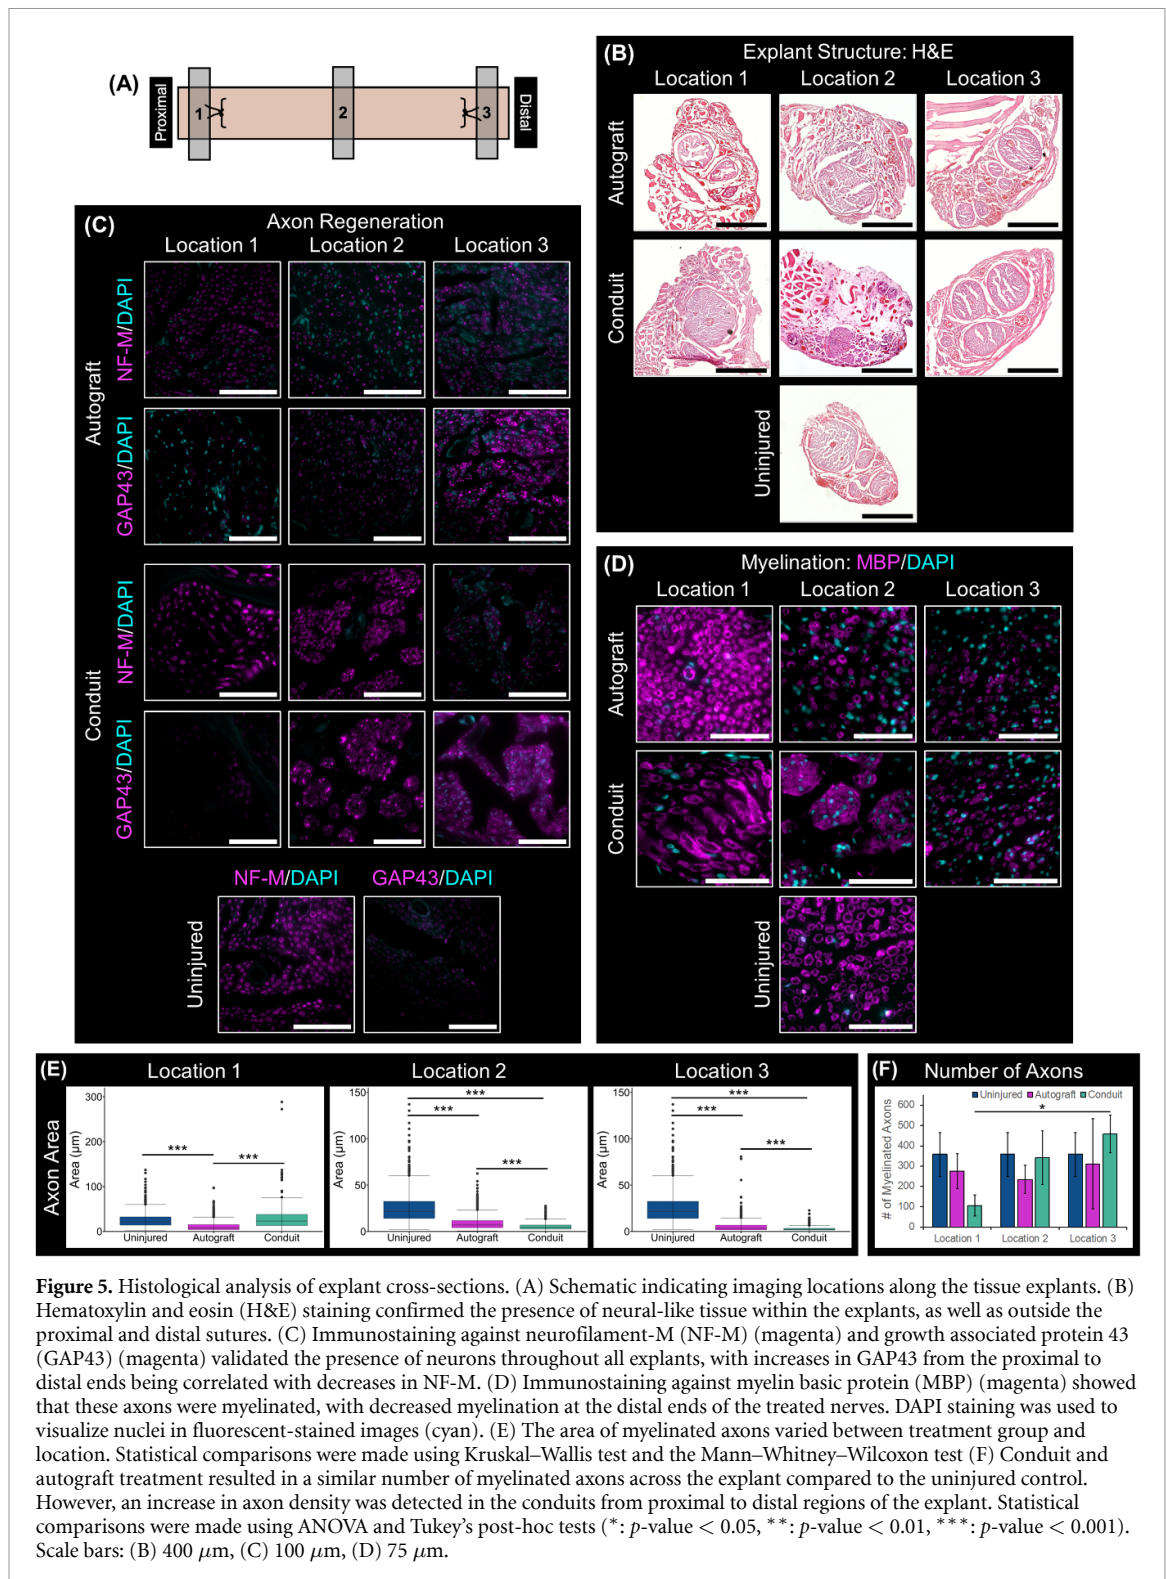 (A)
Proximal
1
2
3
Distal
(B)
Explant Structure: H&E
Location 1
Location 2
Location 3
Autograft
Conduit
Uninjured
(C)
Axon Regeneration
Location 1
Location 2
Location 3
Autograft
NF-M/DAPI
GAP43/DAPI
Conduit
NF-M/DAPI
GAP43/DAPI
NF-M/DAPI
GAP43/DAPI
Uninjured
(D)
Myelination: MBP/DAPI
Location 1
Location 2
Location 3
Autograft
Conduit
Uninjured
(E)
Axon Area
Location 1
Area (μm)
300
200
100
0
***
***
Uninjured
Autograft
Conduit
Location 2
Area (μm)
150
100
50
0
***
***
***
Uninjured
Autograft
Conduit
Location 3
Area (μm)
150
100
50
0
***
***
***
Uninjured
Autograft
Conduit
(F)
Number of Axons
Uninjured
Autograft
Conduit
# of Myelinated Axons
600
500
400
300
200
100
0
*
Location 1
Location 2
Location 3
Figure 5. Histological analysis of explant cross-sections. (A) Schematic indicating imaging locations along the tissue explants. (B)
Hematoxylin and eosin (H&E) staining confirmed the presence of neural-like tissue within the explants, as well as outside the
proximal and distal sutures. (C) Immunostaining against neurofilament-M (NF-M) (magenta) and growth associated protein 43
(GAP43) (magenta) validated the presence of neurons throughout all explants, with increases in GAP43 from the proximal to
distal ends being correlated with decreases in NF-M. (D) Immunostaining against myelin basic protein (MBP) (magenta) showed
that these axons were myelinated, with decreased myelination at the distal ends of the treated nerves. DAPI staining was used to
visualize nuclei in fluorescent-stained images (cyan). (E) The area of myelinated axons varied between treatment group and
location. Statistical comparisons were made using Kruskal–Wallis test and the Mann–Whitney–Wilcoxon test (F) Conduit and
autograft treatment resulted in a similar number of myelinated axons across the explant compared to the uninjured control.
However, an increase in axon density was detected in the conduits from proximal to distal regions of the explant. Statistical
comparisons were made using ANOVA and Tukey's post-hoc tests (*: p-value < 0.05, **: p-value < 0.01, ***: p-value < 0.001).
Scale bars: (B) 400 μm, (C) 100 μm, (D) 75 μm.